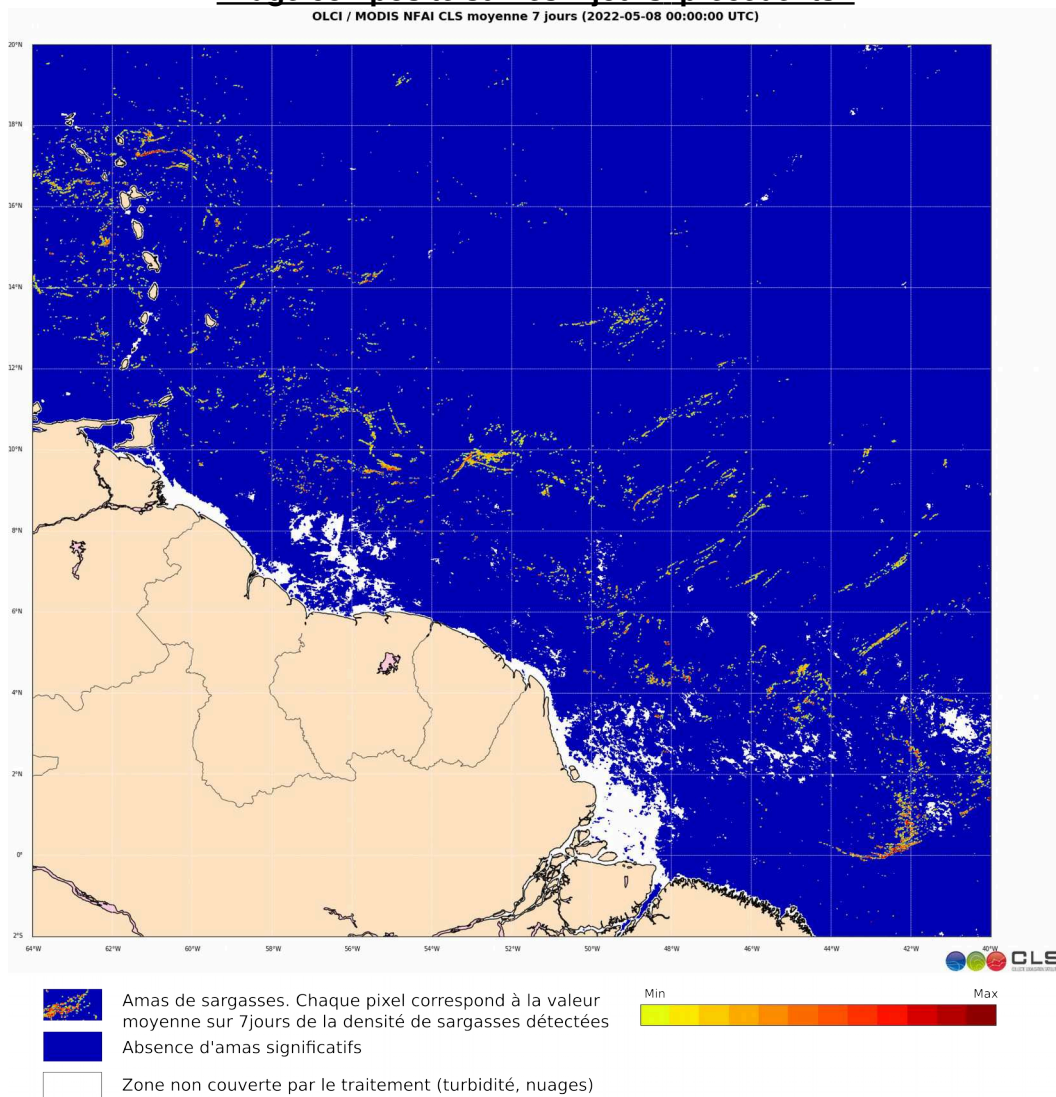 OLCI / MODIS NFAI CLS moyenne 7 jours (2022-05-08 00:00:00 UTC)
20°N
18°N
16°N
14°N
12°N
10°N
8°N
6°N
4°N
2°N
0°
2°S
64°W 62°W 60°W 58°W 56°W 54°W 52°W 50°W 48°W 46°W 44°W 42°W 40°W
CLS
Amas de sargasses. Chaque pixel correspond à la valeur
moyenne sur 7jours de la densité de sargasses détectées
Min Max
Absence d'amas significatifs
Zone non couverte par le traitement (turbidité, nuages)